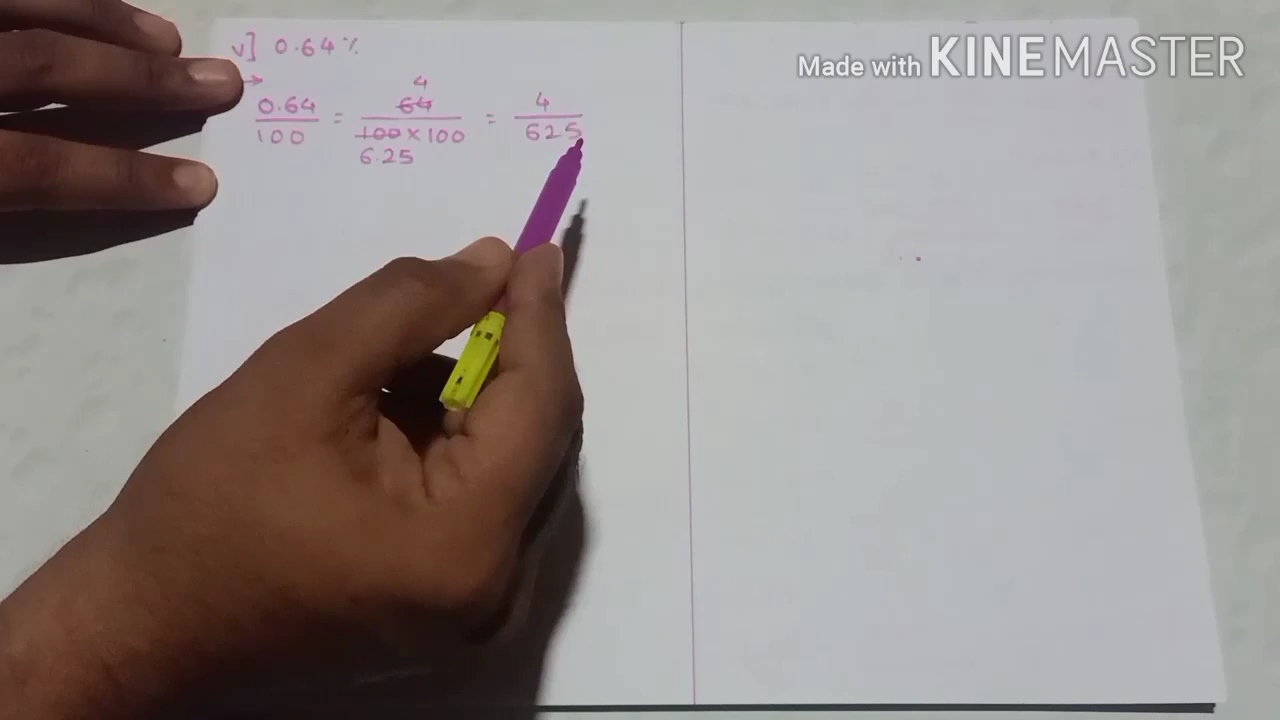 v] 0.64%
→
0.64/100 = 64/100×100 = 4/625
4
6.25
Made with KINEMASTER